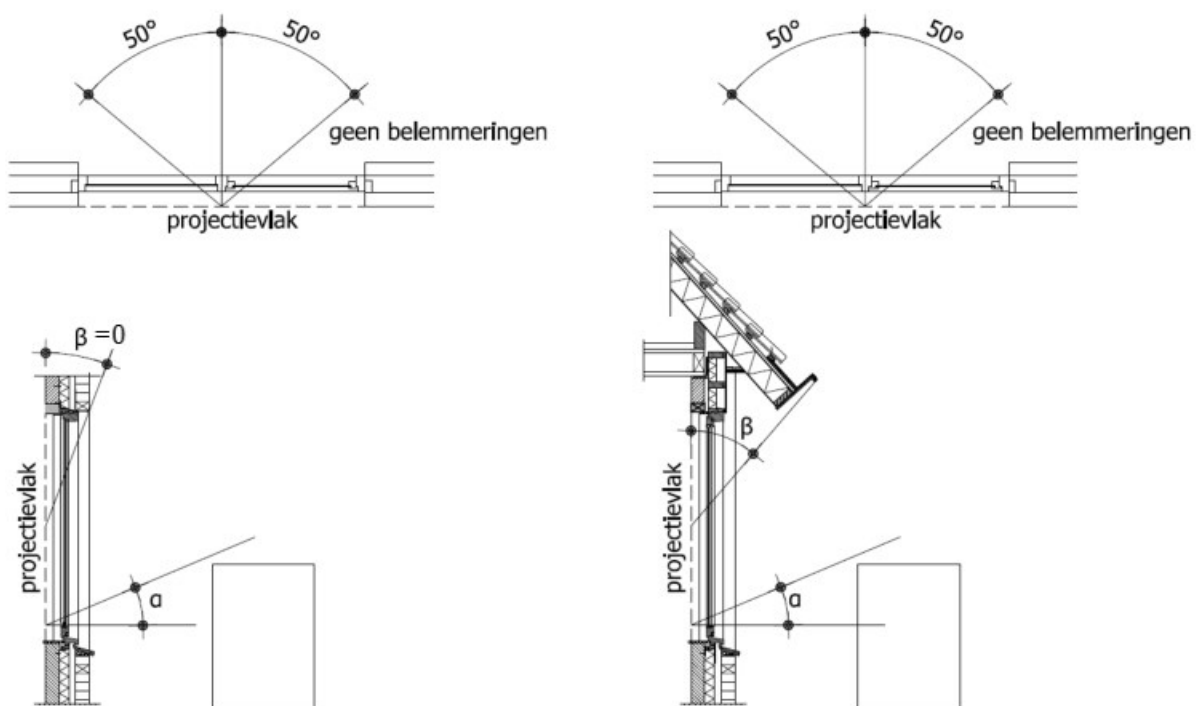 50° 50°
geen belemmeringen
projectievlak
50° 50°
geen belemmeringen
projectievlak
β =0
projectievlak
α
β
projectievlak
α